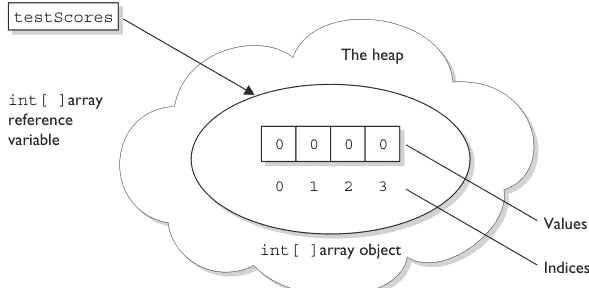 testScores
The heap
int[ ] array
reference
variable
0 0 0 0
0 1 2 3
Values
int[ ] array object
Indices